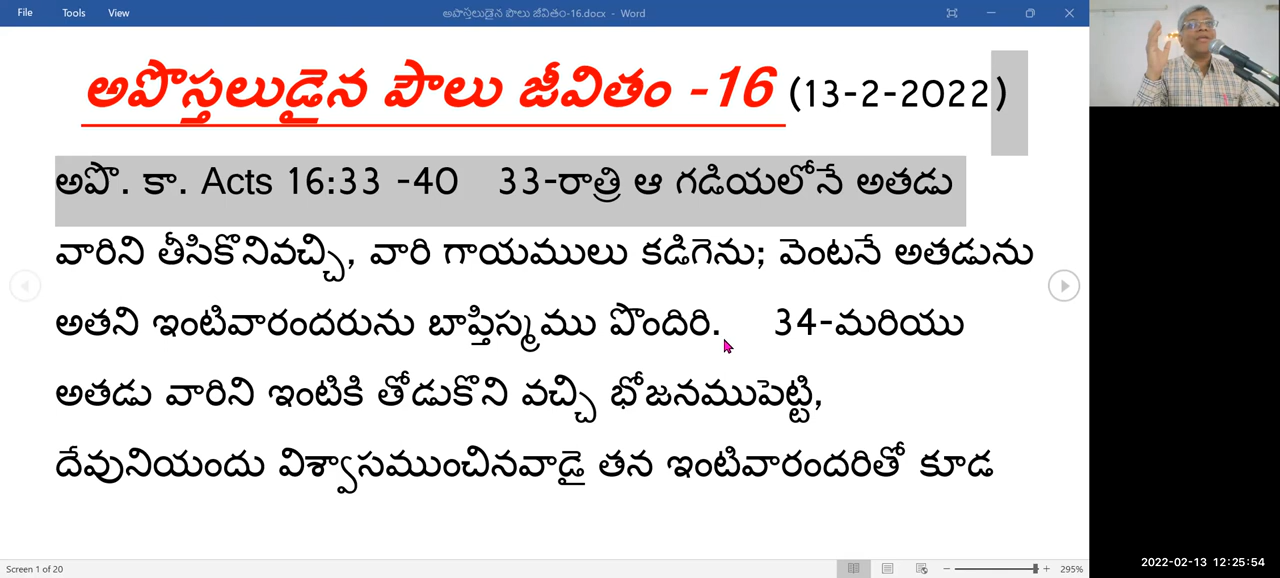 File Tools View
అపొస్తలుడైన పౌలు జీవితం-16.docx - Word
అపొస్తలుడైన పౌలు జీవితం -16 (13-2-2022)
అపొ. కా. Acts 16:33 -40 33-రాత్రి ఆ గడియలోనే అతడు
వారిని తీసికొనివచ్చి, వారి గాయములు కడిగెను; వెంటనే అతడును
అతని ఇంటివారందరును బాప్తిస్మము పొందిరి. 34-మరియు
అతడు వారిని ఇంటికి తోడుకొని వచ్చి భోజనముపెట్టి,
దేవునియందు విశ్వాసముంచినవాడై తన ఇంటివారందరితో కూడ
Screen 1 of 20
295%
2022-02-13 12:25:54